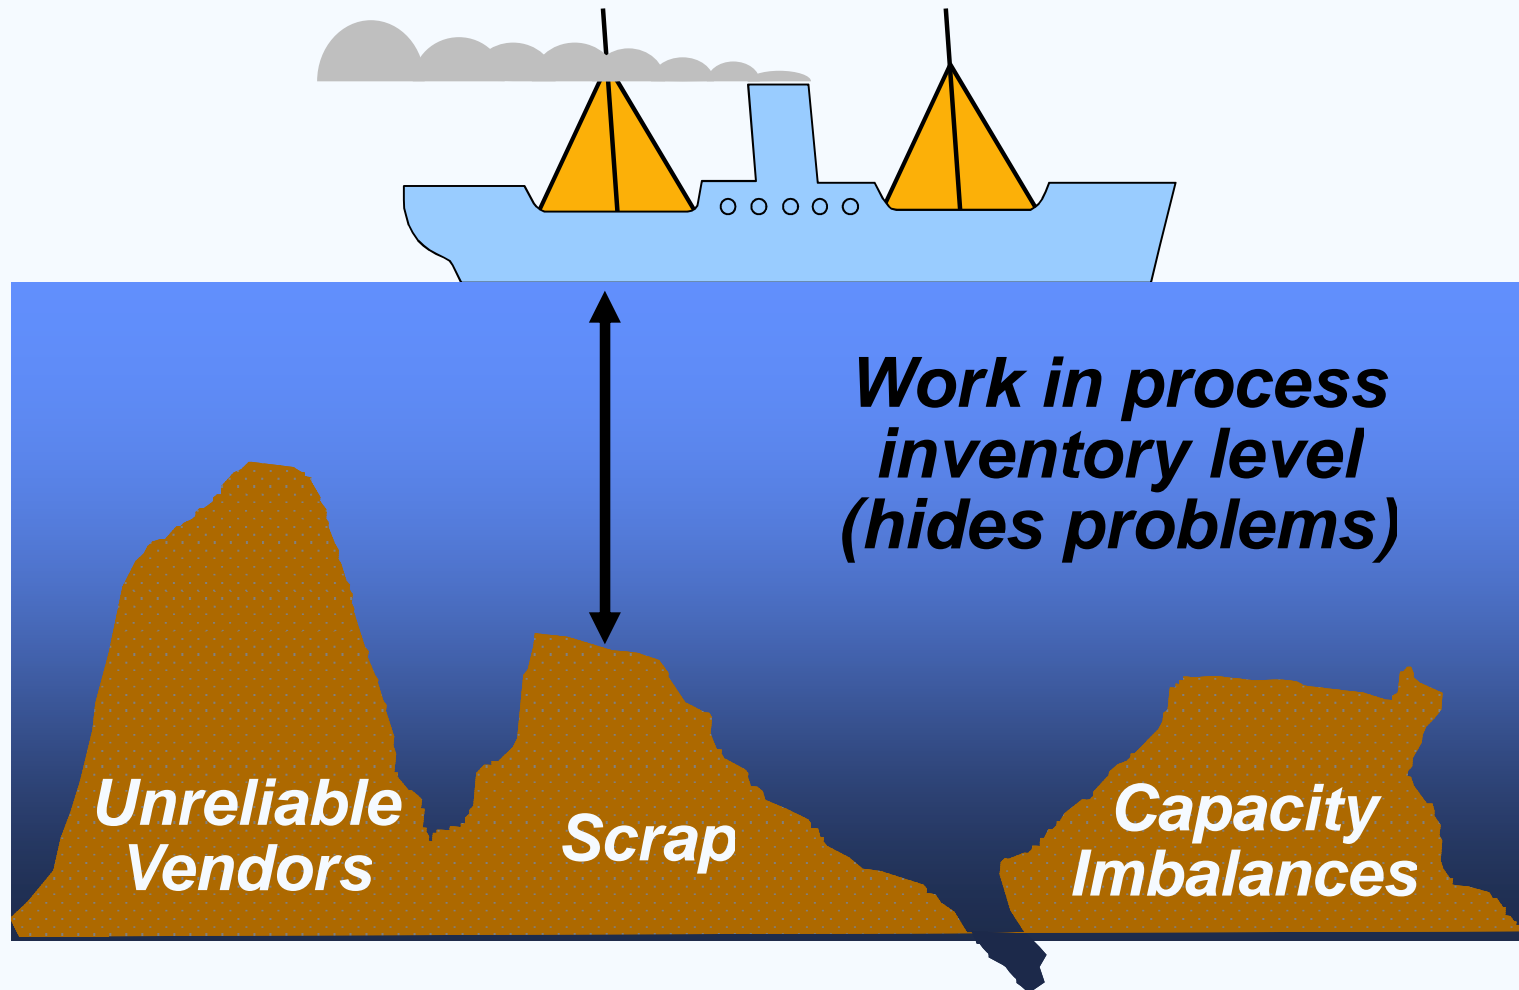 Work in process
inventory level
(hides problems)
Unreliable
Vendors
Scrap
Capacity
Imbalances